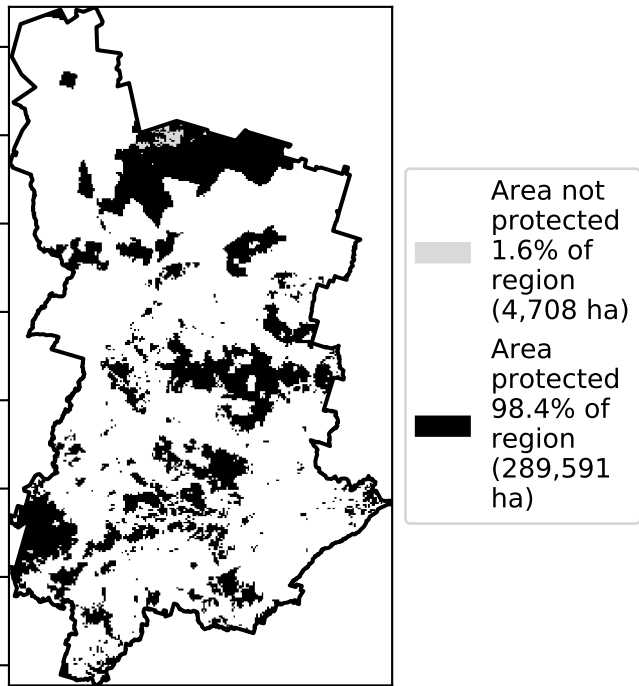 Area not
protected
1.6% of
region
(4,708 ha)
Area
protected
98.4% of
region
(289,591
ha)